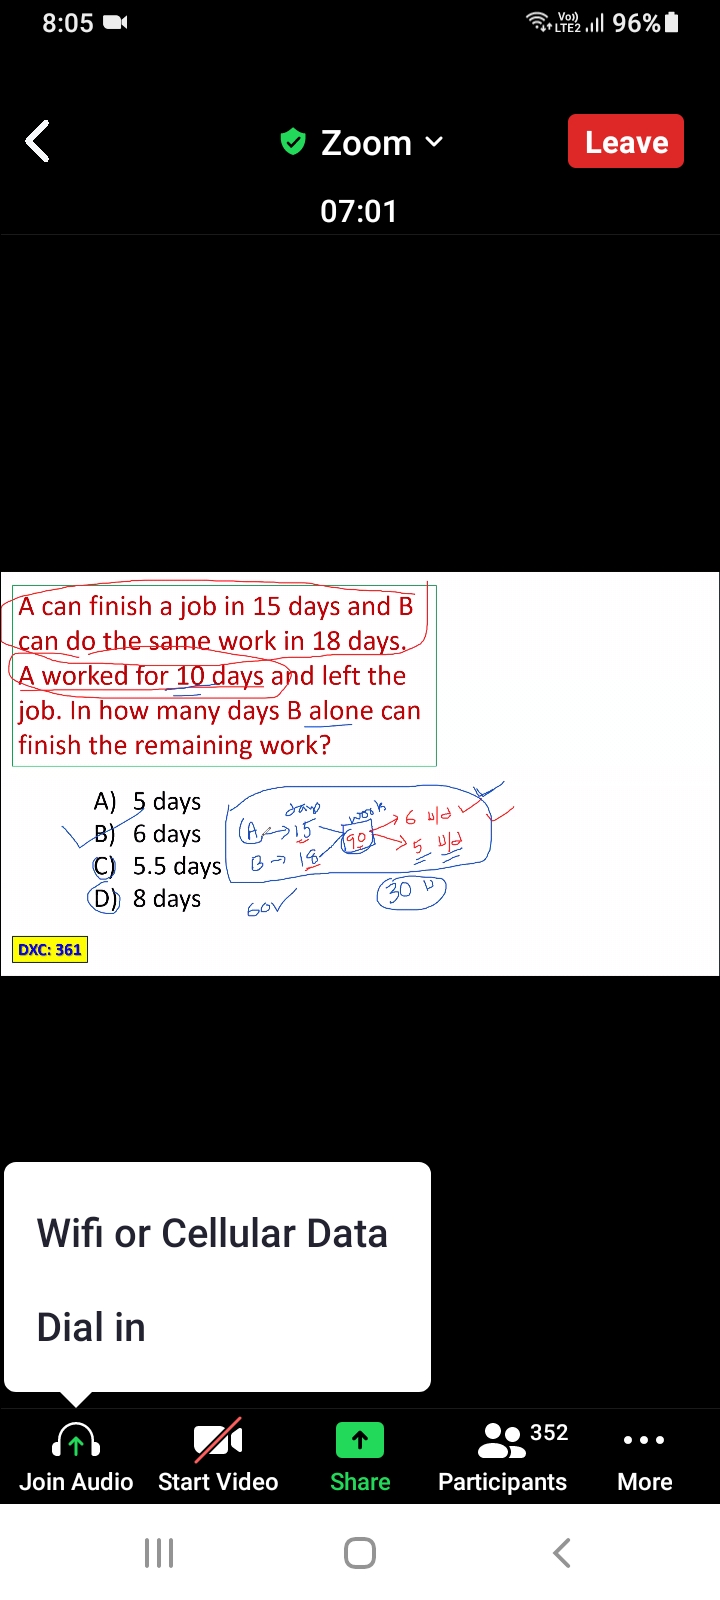 8:05
Vo))
LTE2
96%
Zoom
Leave
07:01
A can finish a job in 15 days and B
can do the same work in 18 days.
A worked for 10 days and left the
job. In how many days B alone can
finish the remaining work?
A) 5 days
B) 6 days
C) 5.5 days
D) 8 days
days
work
A → 15
90
→ 6 u/d
B → 18
→ 5 u/d
60
30 u
DXC: 361
Wifi or Cellular Data
Dial in
352
Join Audio
Start Video
Share
Participants
More